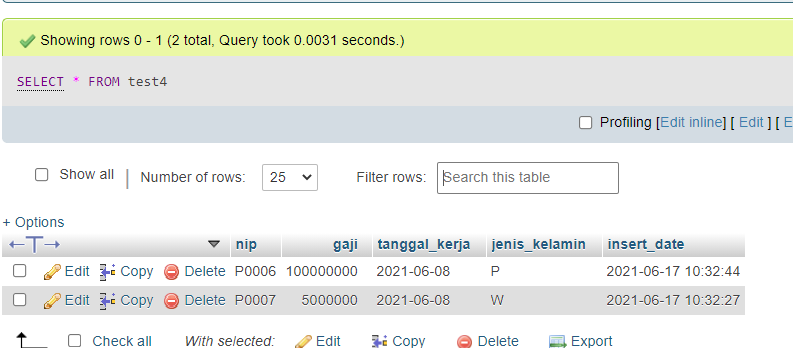 Showing rows 0 - 1 (2 total, Query took 0.0031 seconds.)
SELECT * FROM test4
Profiling [Edit inline] [ Edit ] [ E
Show all | Number of rows: 25 Filter rows: Search this table
+ Options
←T→ nip gaji tanggal_kerja jenis_kelamin insert_date
Edit Copy Delete P0006 100000000 2021-06-08 P 2021-06-17 10:32:44
Edit Copy Delete P0007 5000000 2021-06-08 W 2021-06-17 10:32:27
Check all With selected: Edit Copy Delete Export